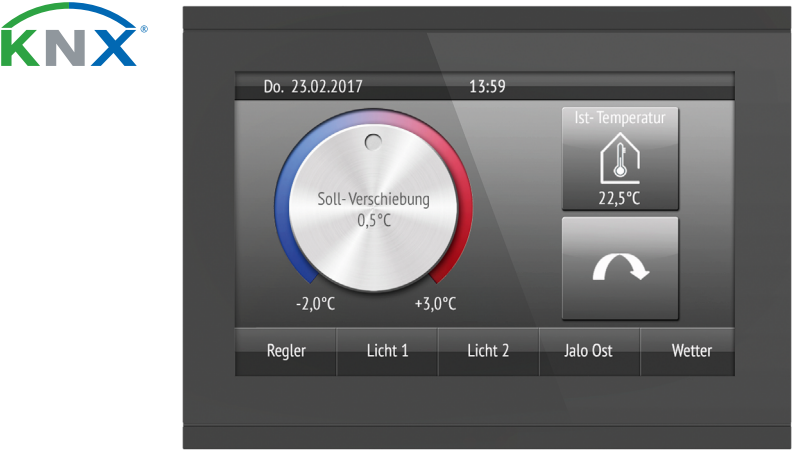 KNX®
Do. 23.02.2017 13:59
Ist- Temperatur
Soll- Verschiebung
0,5°C
22,5°C
-2,0°C +3,0°C
Regler Licht 1 Licht 2 Jalo Ost Wetter